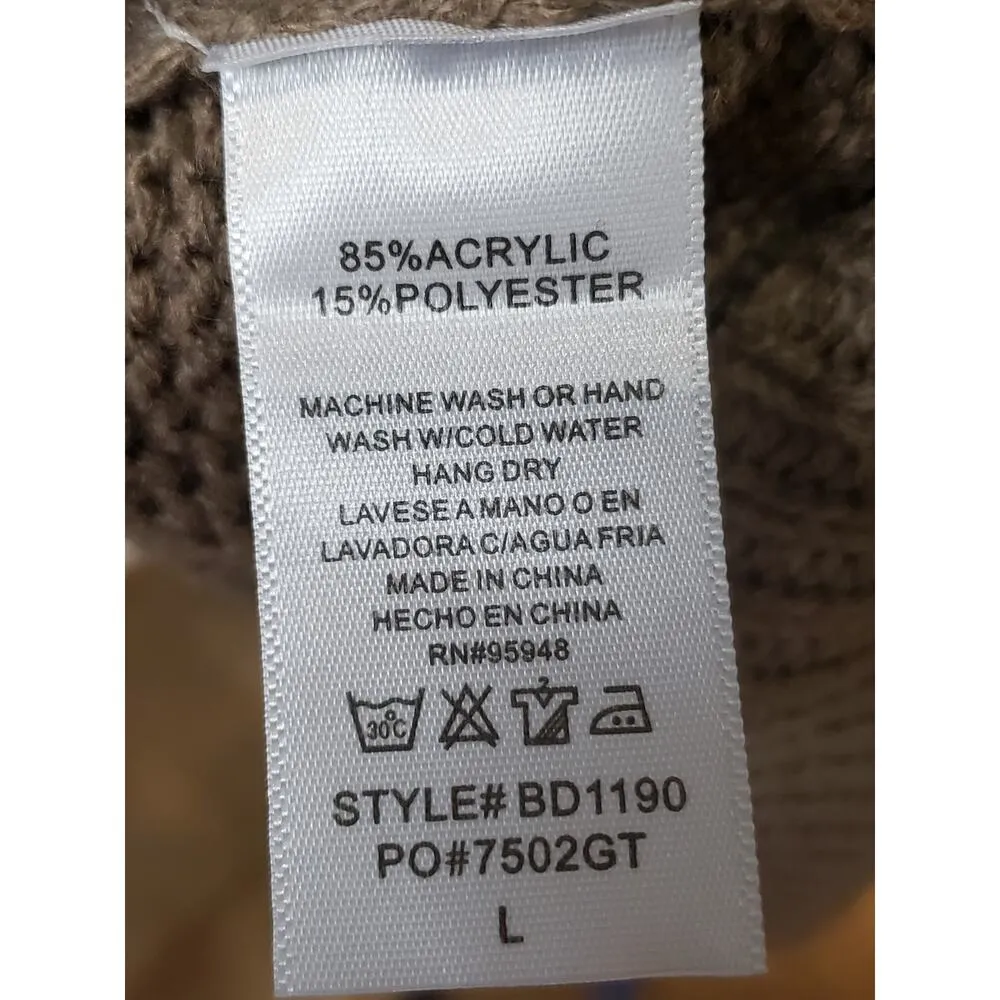 85%ACRYLIC
15%POLYESTER
MACHINE WASH OR HAND
WASH W/COLD WATER
HANG DRY
LAVESE A MANO O EN
LAVADORA C/AGUA FRIA
MADE IN CHINA
HECHO EN CHINA
RN#95948
30°C
STYLE# BD1190
PO#7502GT
L